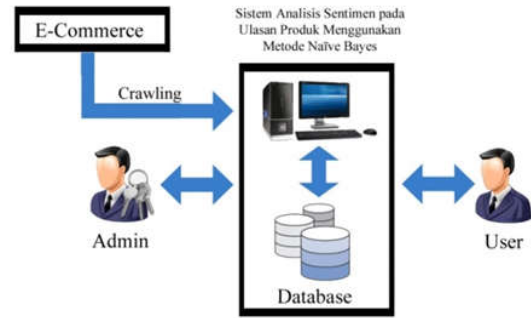 E-Commerce
Sistem Analisis Sentimen pada
Ulasan Produk Menggunakan
Metode Naïve Bayes
Crawling
Admin
User
Database